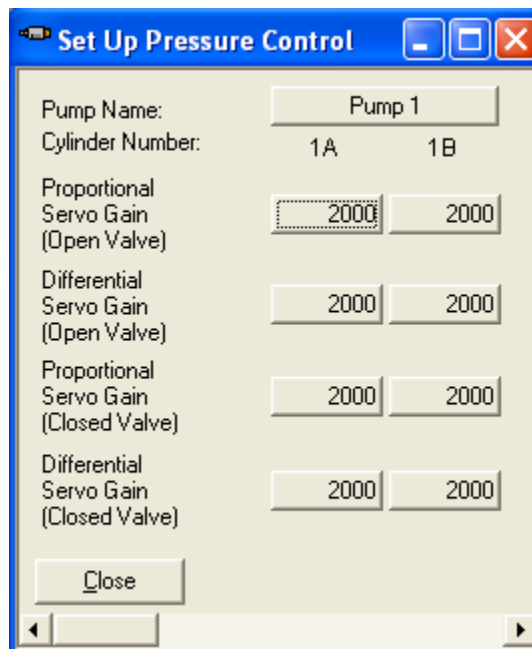 Set Up Pressure Control
Pump Name: Pump 1
Cylinder Number: 1A 1B
Proportional
Servo Gain 2000 2000
(Open Valve)
Differential
Servo Gain 2000 2000
(Open Valve)
Proportional
Servo Gain 2000 2000
(Closed Valve)
Differential
Servo Gain 2000 2000
(Closed Valve)
Close